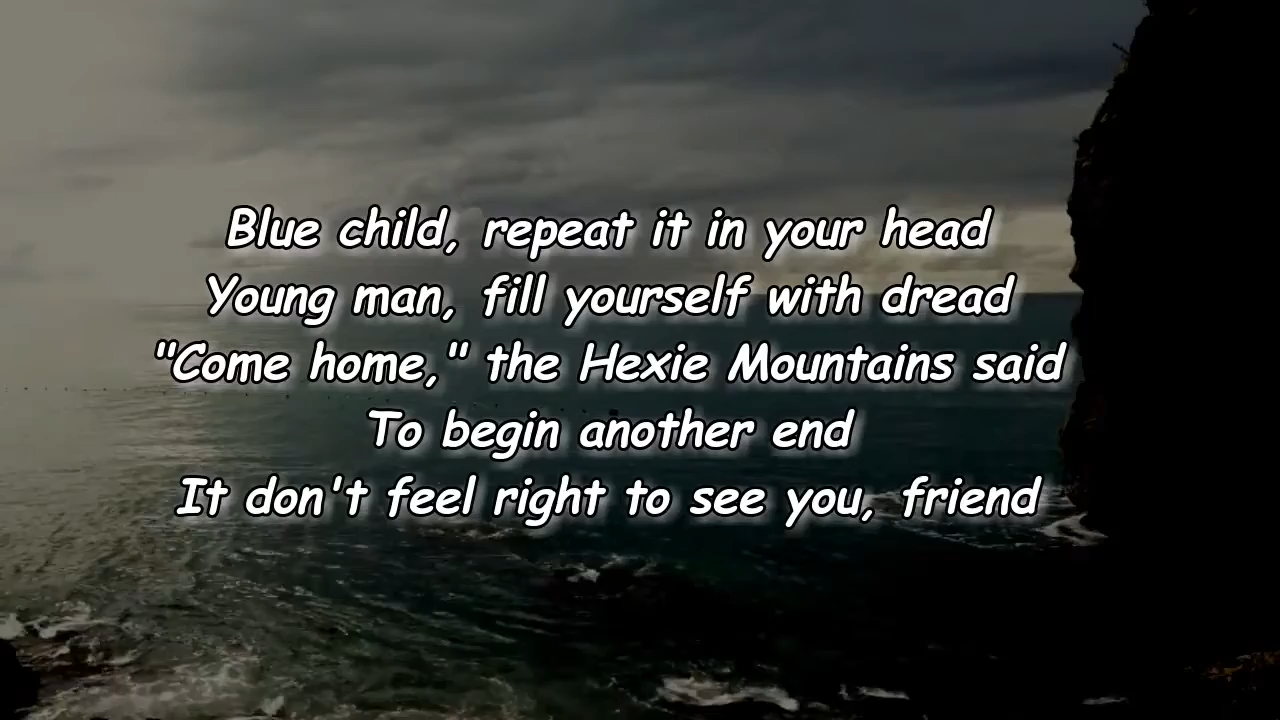 Blue child, repeat it in your head
Young man, fill yourself with dread
"Come home," the Hexie Mountains said
To begin another end
It don't feel right to see you, friend